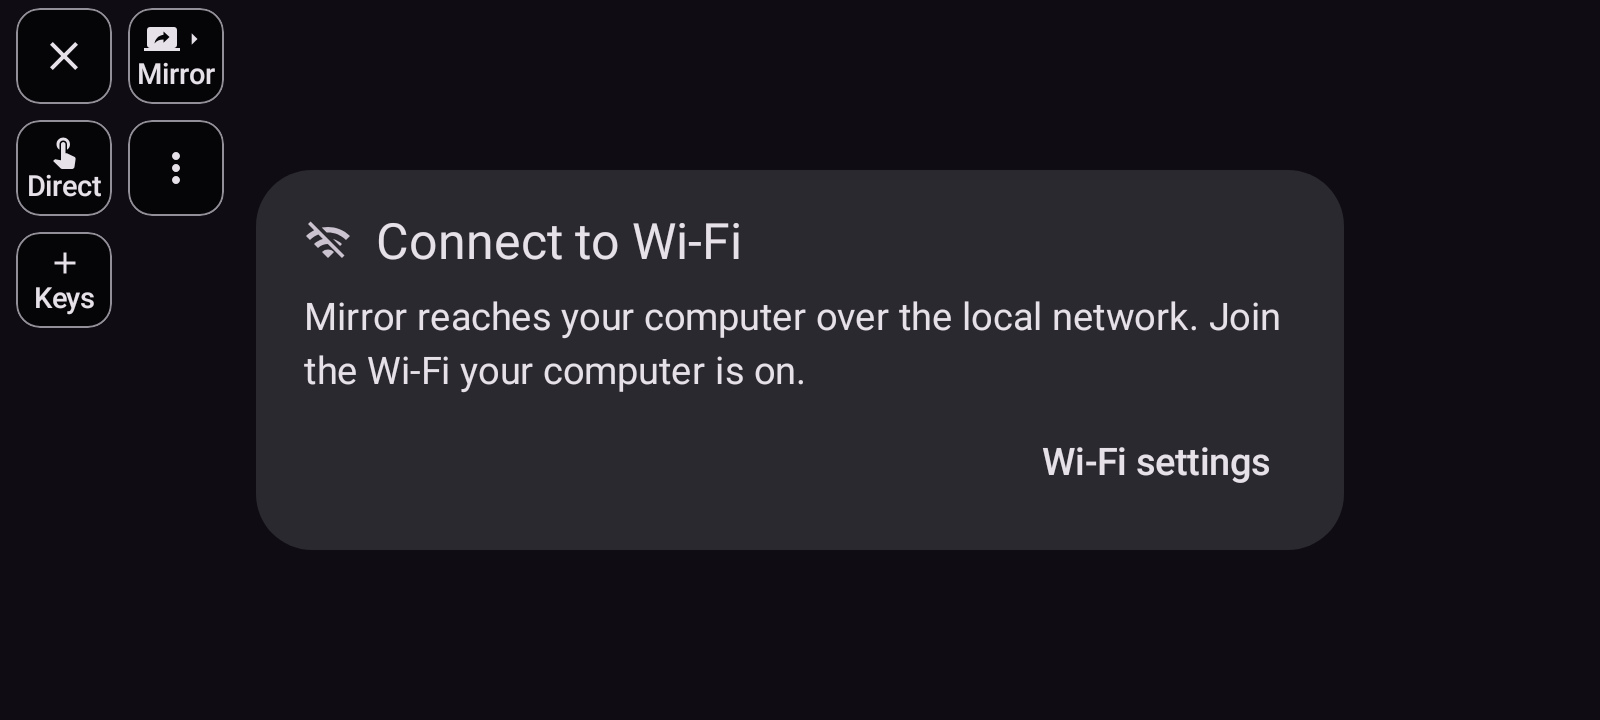 Mirror
Direct
Keys
Connect to Wi-Fi
Mirror reaches your computer over the local network. Join
the Wi-Fi your computer is on.
Wi-Fi settings